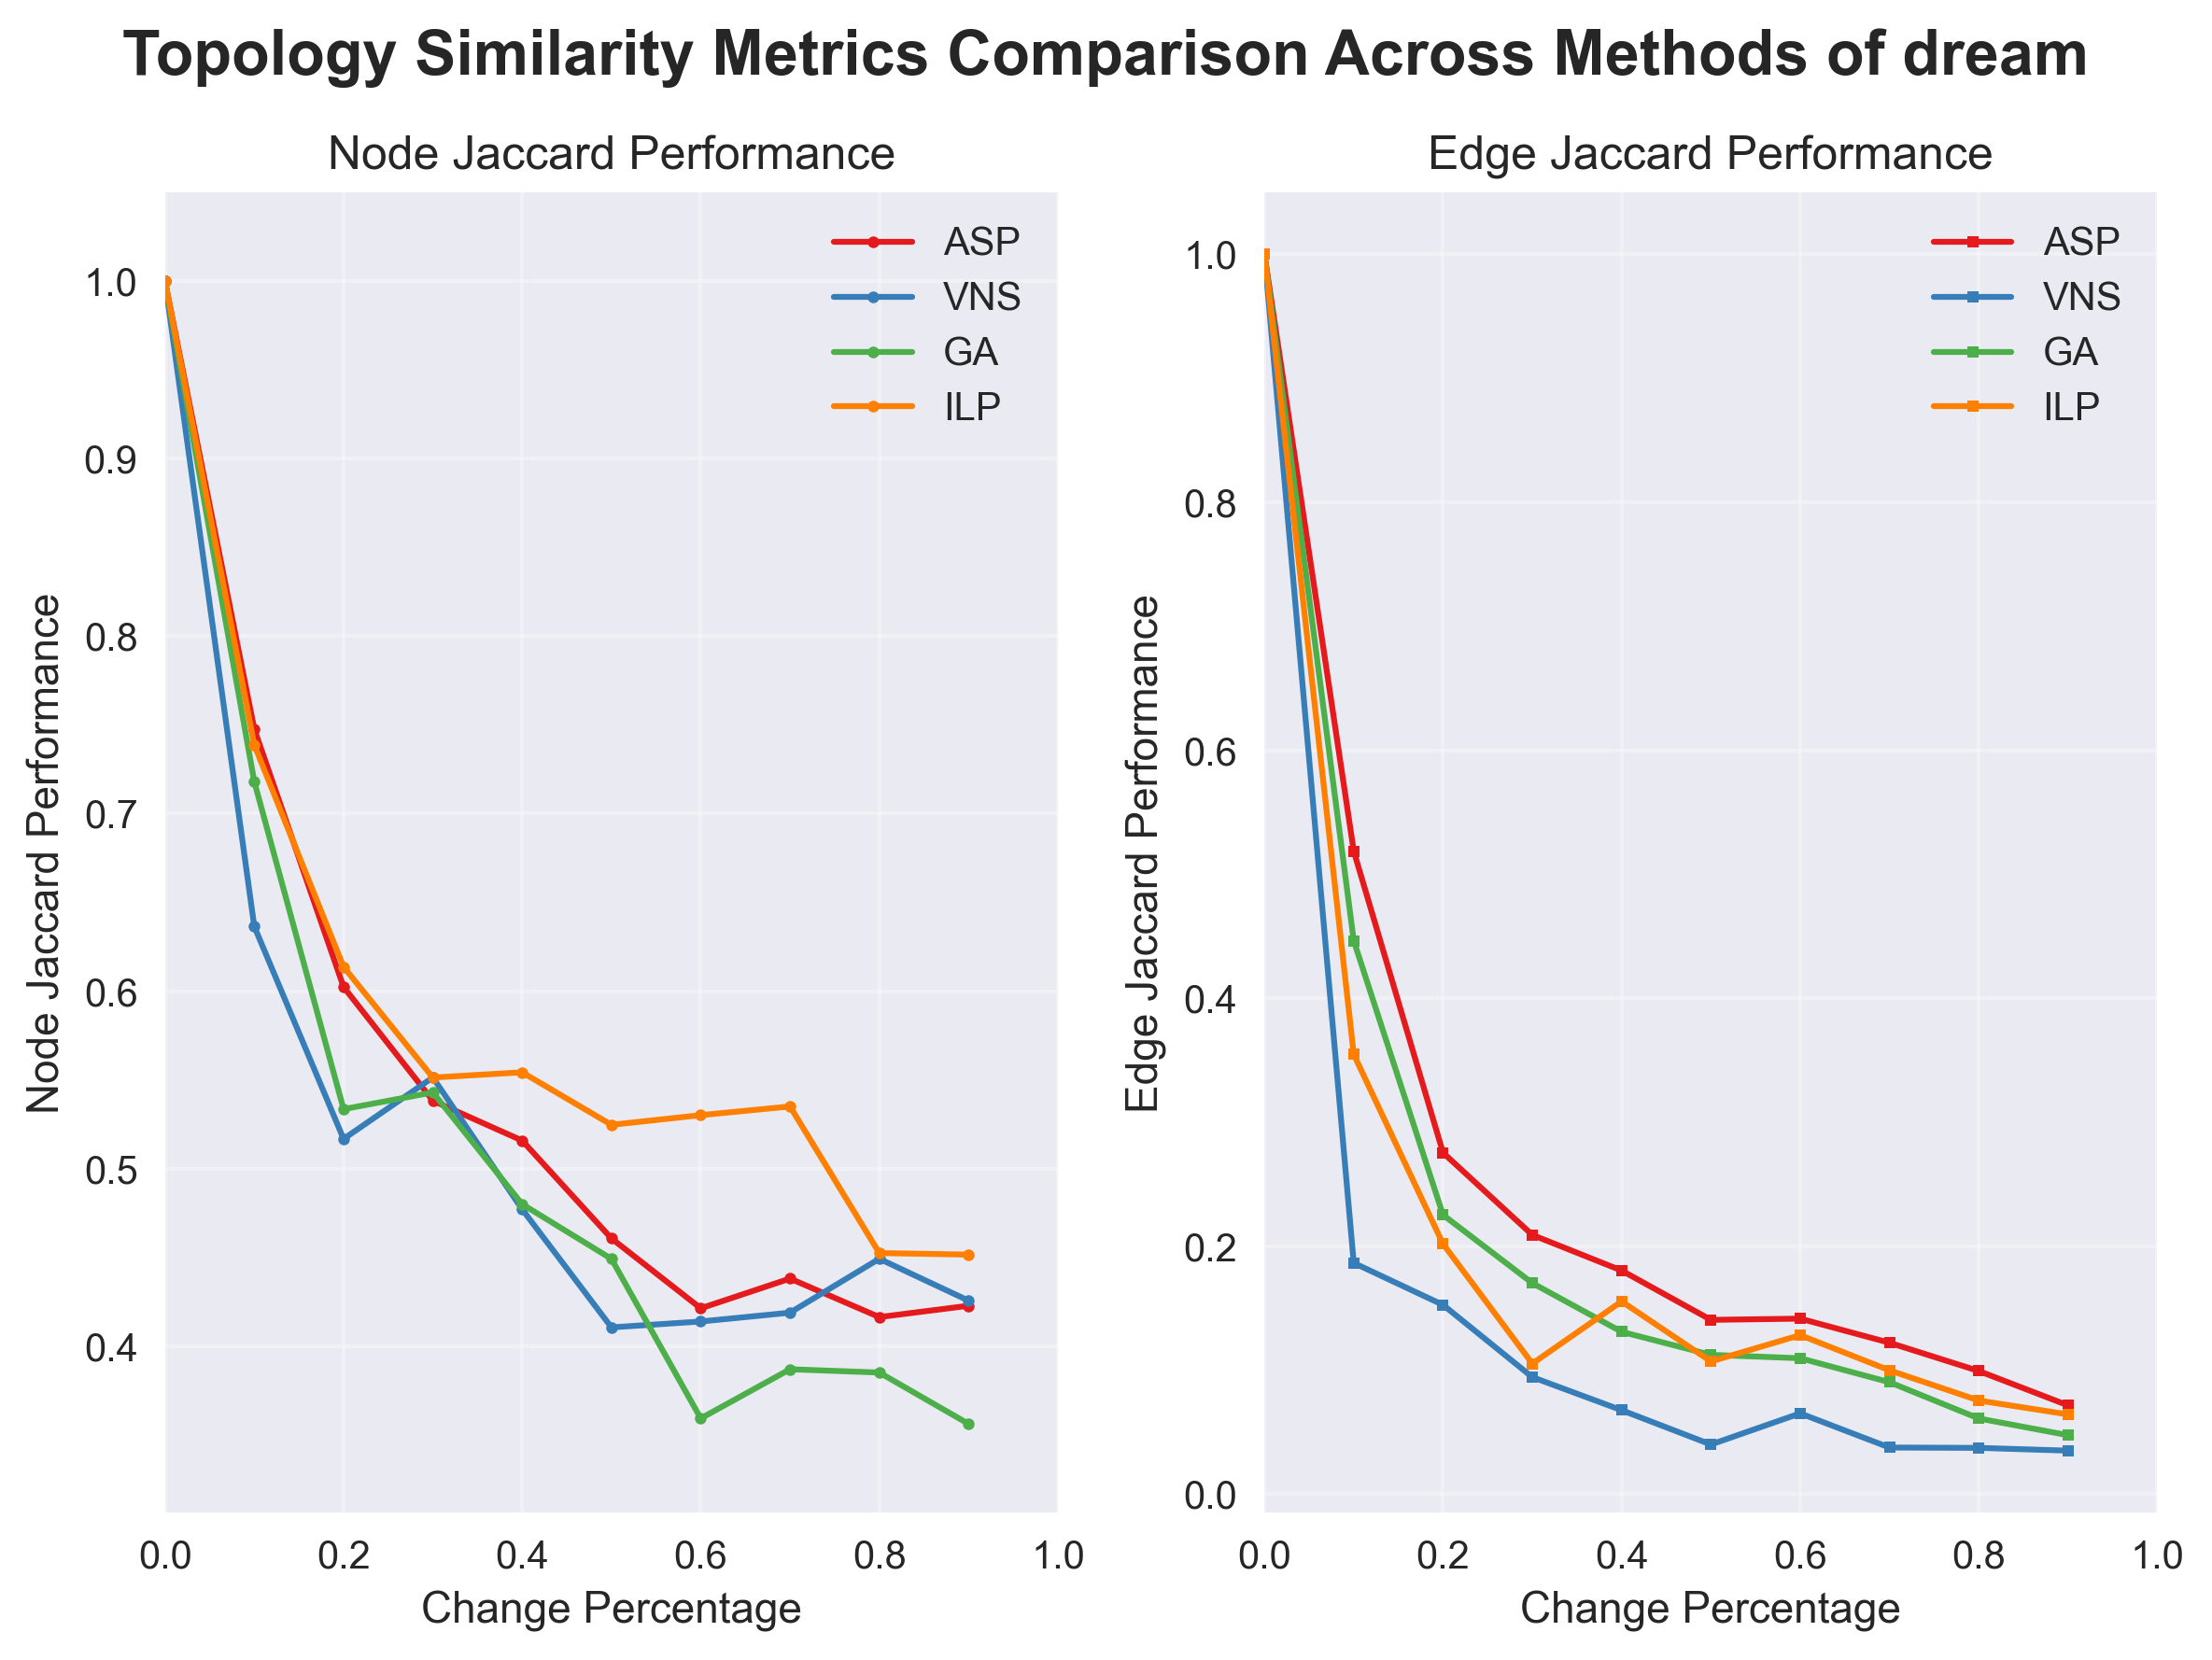 Topology Similarity Metrics Comparison Across Methods of dream
Node Jaccard Performance
ASP
VNS
GA
ILP
1.0
0.9
0.8
0.7
0.6
0.5
0.4
Node Jaccard Performance
0.0 0.2 0.4 0.6 0.8 1.0
Change Percentage
Edge Jaccard Performance
ASP
VNS
GA
ILP
1.0
0.8
0.6
0.4
0.2
0.0
Edge Jaccard Performance
0.0 0.2 0.4 0.6 0.8 1.0
Change Percentage